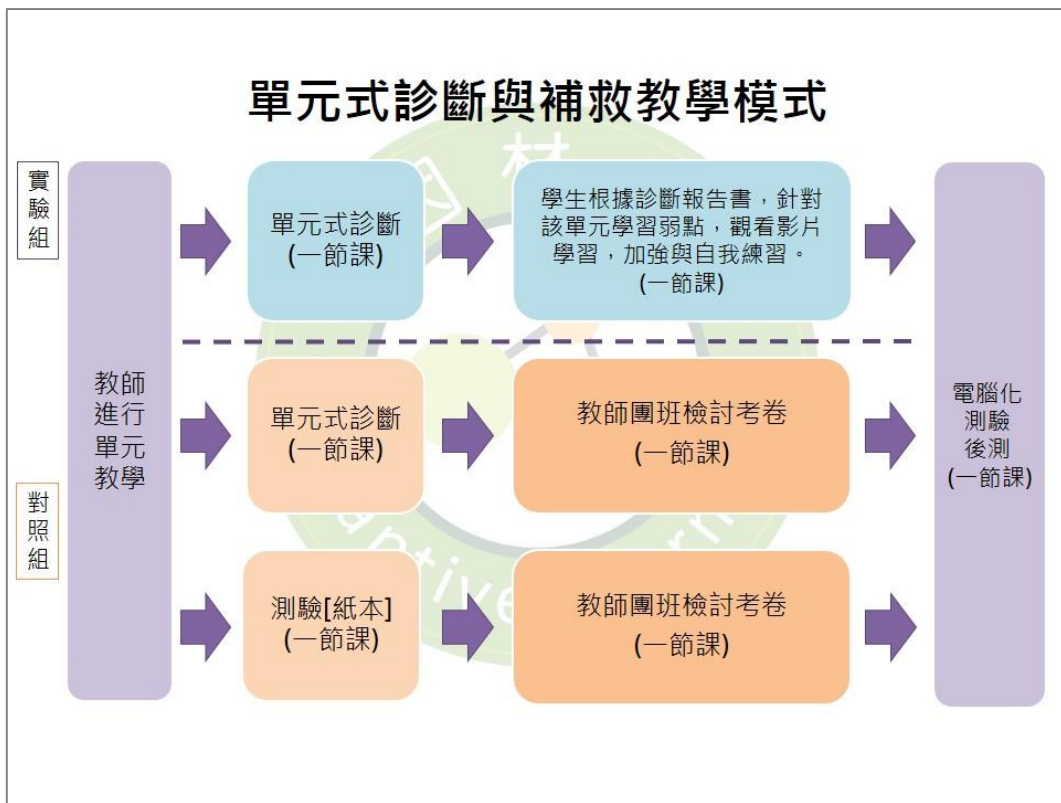 單元式診斷與補救教學模式
實驗組
對照組
教師
進行
單元
教學
單元式診斷
(一節課)
學生根據診斷報告書，針對
該單元學習弱點，觀看影片
學習，加強與自我練習。
(一節課)
單元式診斷
(一節課)
教師團班檢討考卷
(一節課)
測驗[紙本]
(一節課)
教師團班檢討考卷
(一節課)
電腦化
測驗
後測
(一節課)
因材
aptive
earn